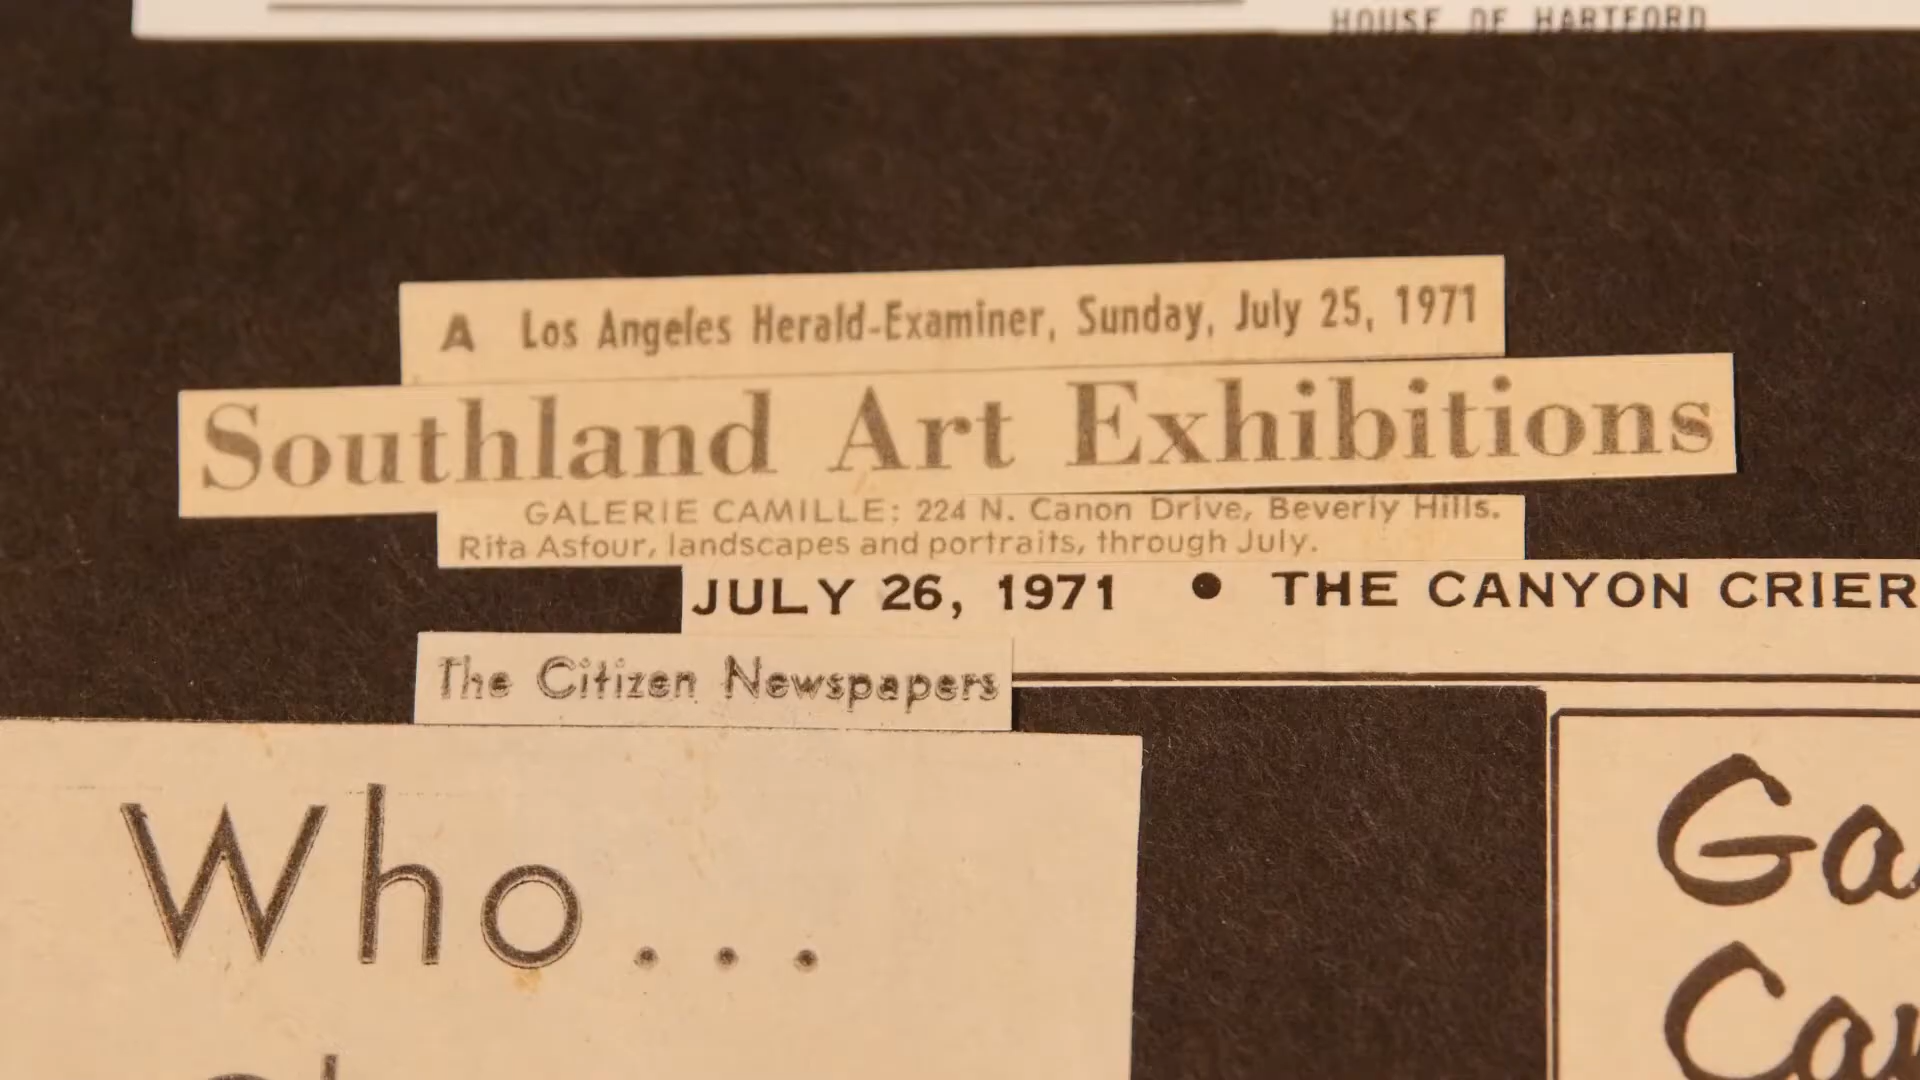 HOUSE OF HARTFORD
A Los Angeles Herald-Examiner, Sunday, July 25, 1971
Southland Art Exhibitions
GALERIE CAMILLE: 224 N. Canon Drive, Beverly Hills.
Rita Asfour, landscapes and portraits, through July.
JULY 26, 1971 • THE CANYON CRIER
The Citizen Newspapers
Who...
Ga
Ca